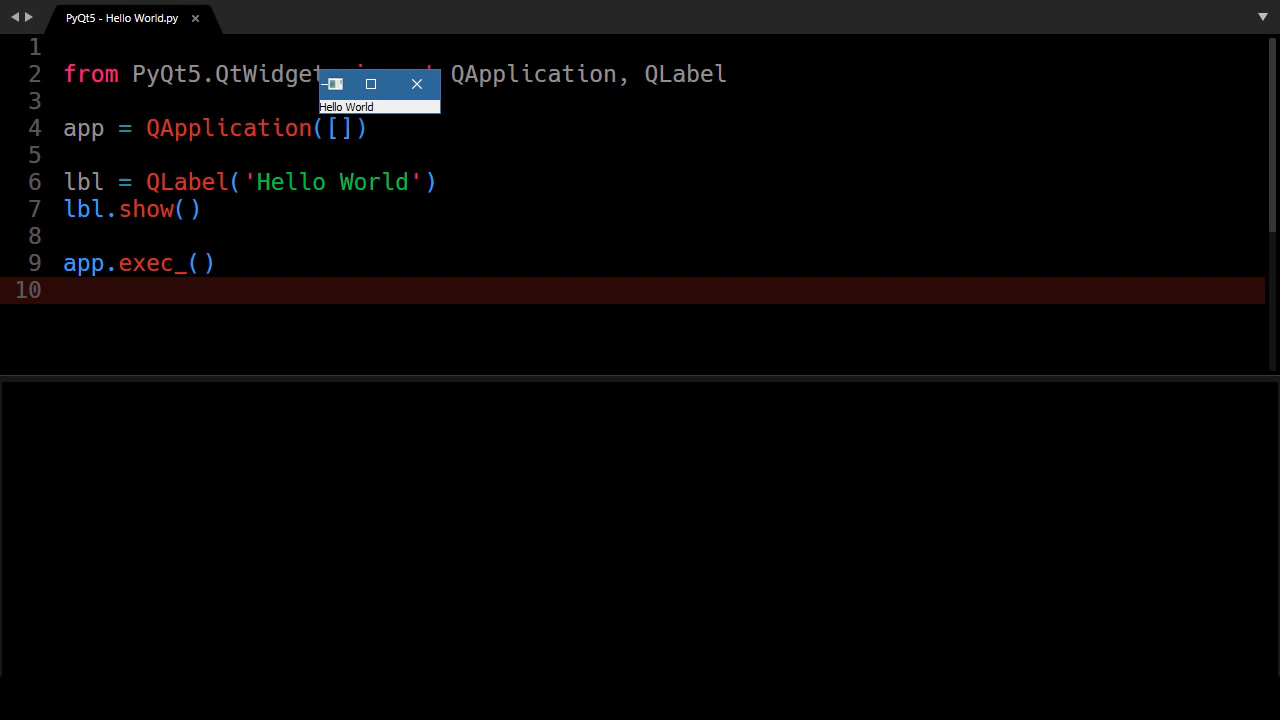 PyQt5 - Hello World.py ×
1
2 from PyQt5.QtWidget QApplication, QLabel
Hello World
3
4 app = QApplication([])
5
6 lbl = QLabel('Hello World')
7 lbl.show()
8
9 app.exec_()
10